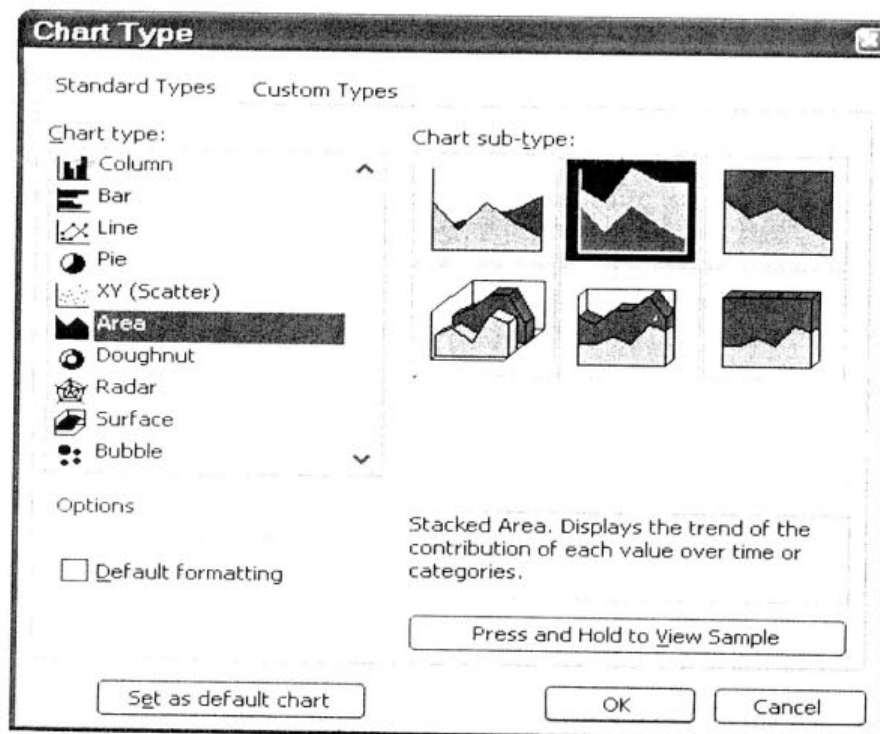 Chart Type
Standard Types
Custom Types
Chart type:
Column
Bar
Line
Pie
XY (Scatter)
Area
Doughnut
Radar
Surface
Bubble
Chart sub-type:
Options
Default formatting
Stacked Area. Displays the trend of the
contribution of each value over time or
categories.
Press and Hold to View Sample
Set as default chart
OK
Cancel